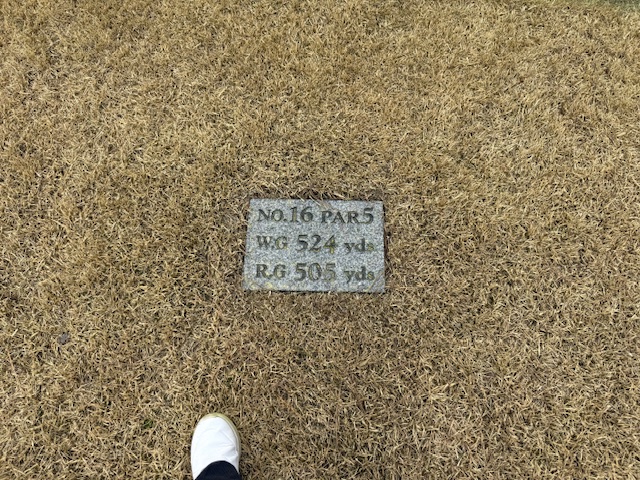 NO.16 PAR5
W.G 524 yds
R.G 505 yds